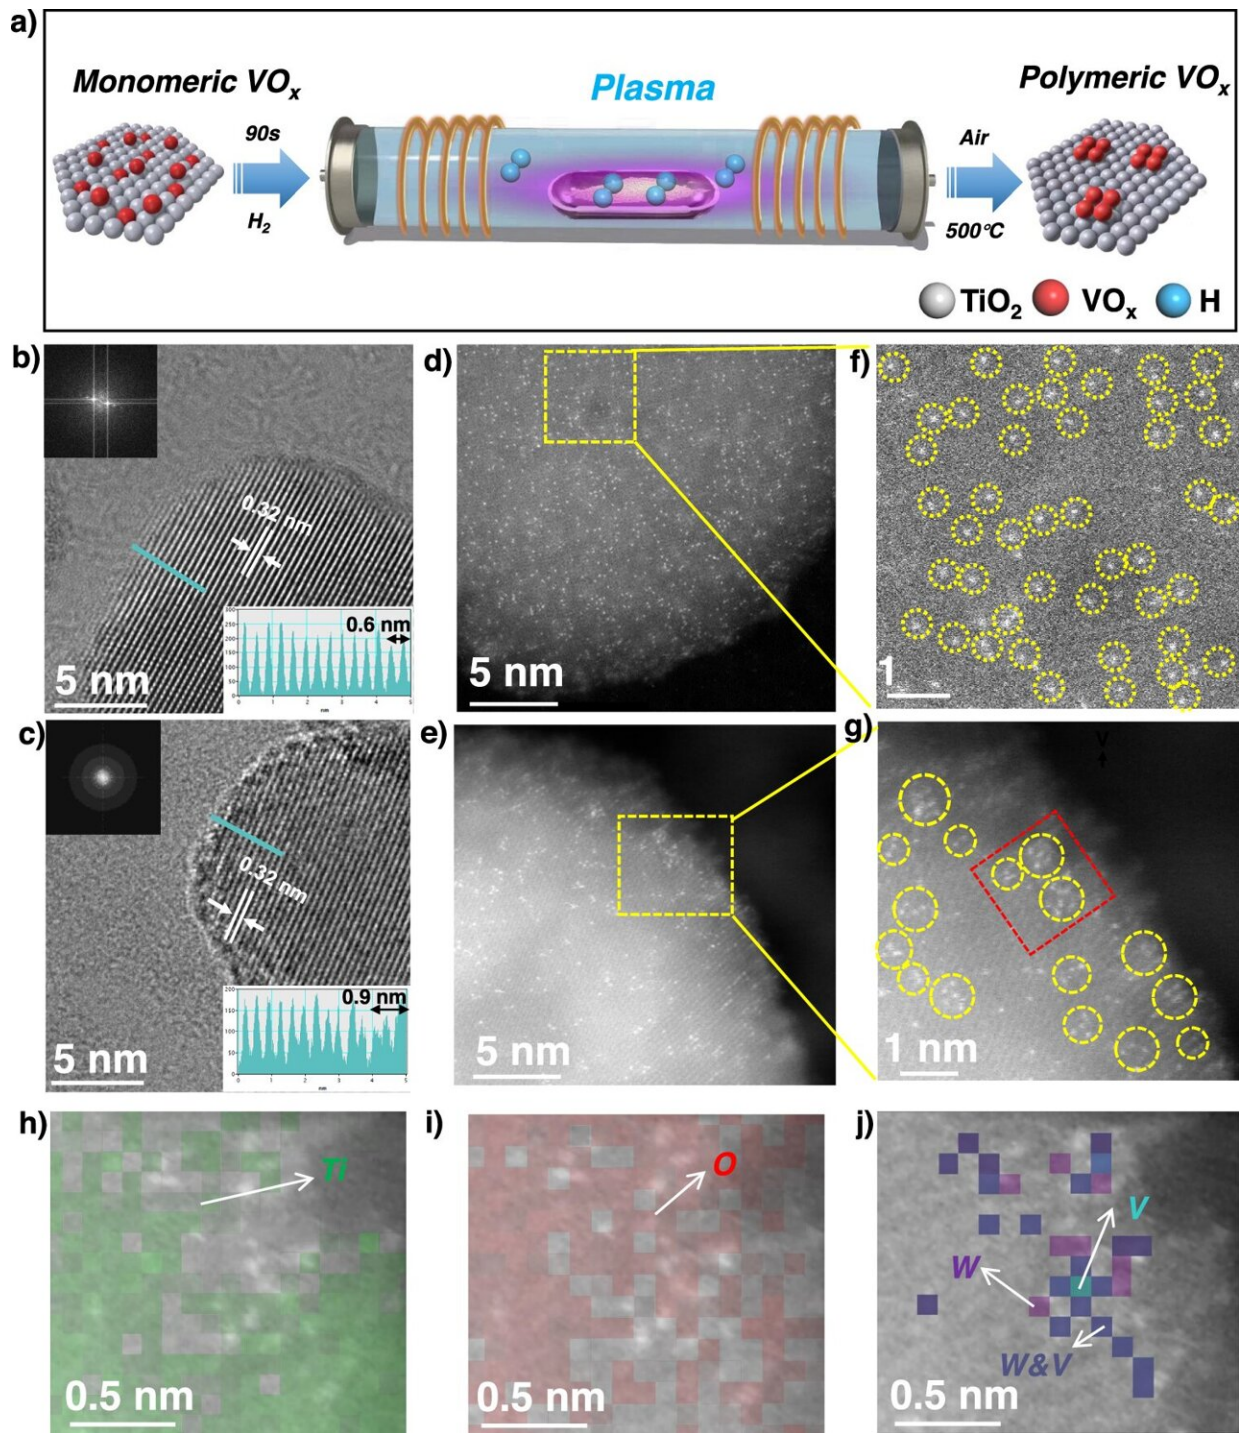 a)
Monomeric VOx
90s
H2
Plasma
Air
500°C
Polymeric VOx
TiO2
VOx
H
b)
0.32 nm
0.6 nm
5 nm
d)
5 nm
f)
1
c)
0.32 nm
0.9 nm
5 nm
e)
5 nm
g)
V
1 nm
h)
Ti
0.5 nm
i)
O
0.5 nm
j)
V
W
W&V
0.5 nm